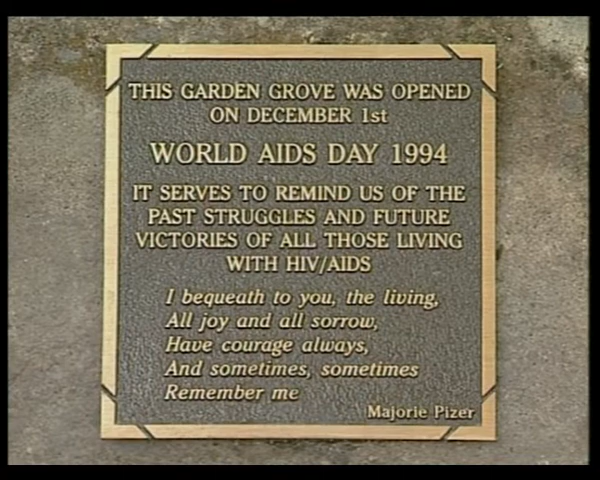 THIS GARDEN GROVE WAS OPENED
ON DECEMBER 1st
WORLD AIDS DAY 1994
IT SERVES TO REMIND US OF THE
PAST STRUGGLES AND FUTURE
VICTORIES OF ALL THOSE LIVING
WITH HIV/AIDS
I bequeath to you, the living,
All joy and all sorrow,
Have courage always,
And sometimes, sometimes
Remember me
Majorie Pizer